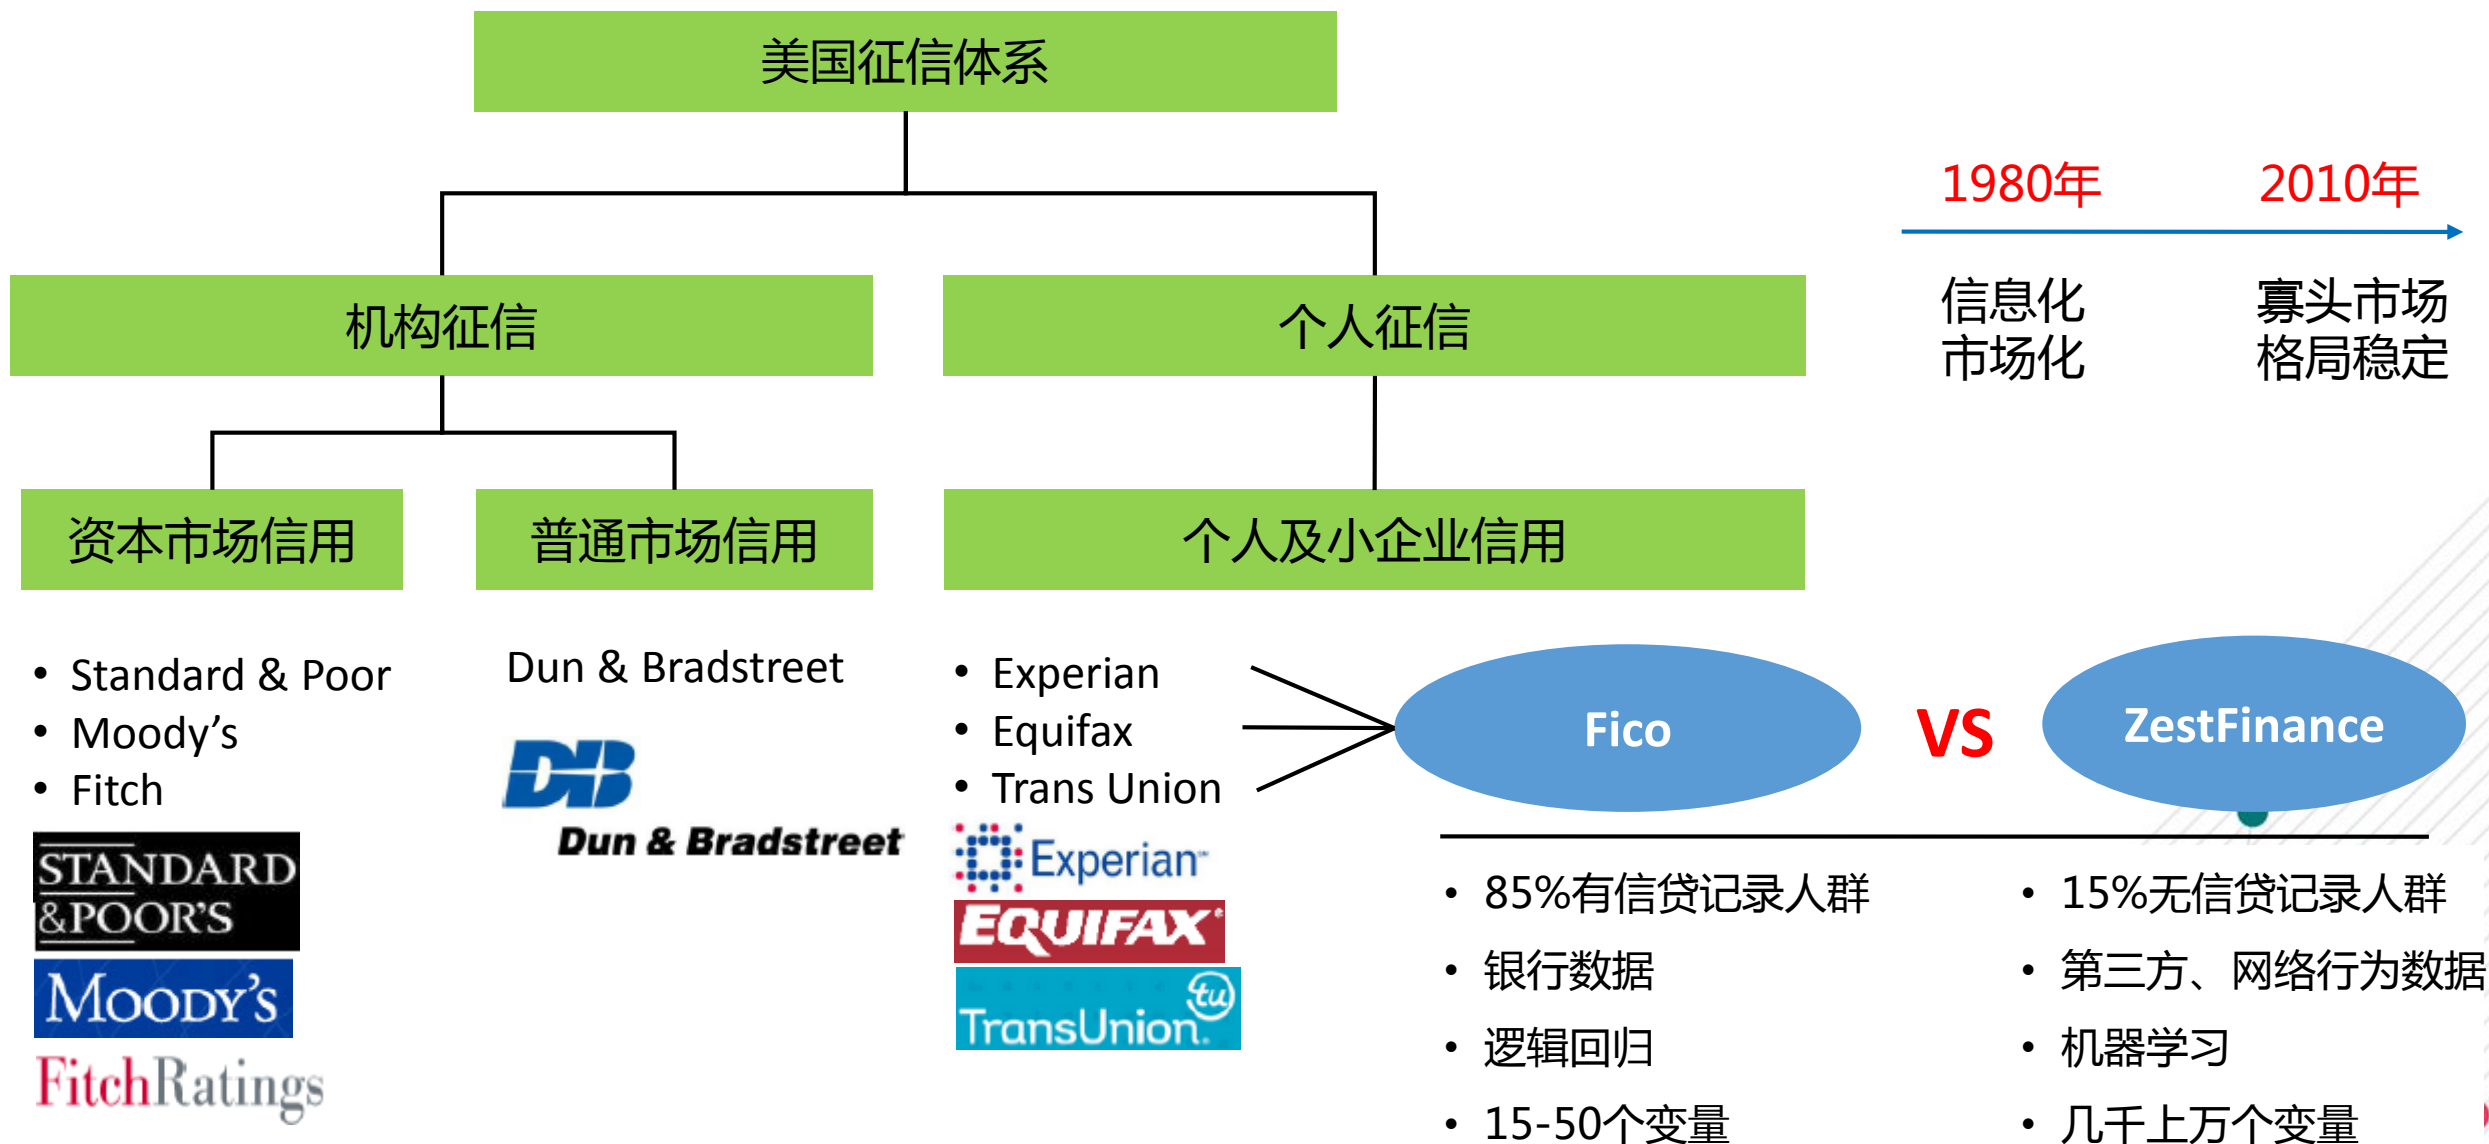 美国征信体系
1980年
2010年
信息化
市场化
寡头市场
格局稳定
机构征信
个人征信
资本市场信用
普通市场信用
个人及小企业信用
• Standard & Poor
• Moody’s
• Fitch
STANDARD
&POOR'S
MOODY'S
FitchRatings
Dun & Bradstreet
DB
Dun & Bradstreet
• Experian
• Equifax
• Trans Union
Experian
EQUIFAX
tu
TransUnion.
Fico
VS
ZestFinance
• 85%有信贷记录人群
• 银行数据
• 逻辑回归
• 15-50个变量
• 15%无信贷记录人群
• 第三方、网络行为数据
• 机器学习
• 几千上万个变量